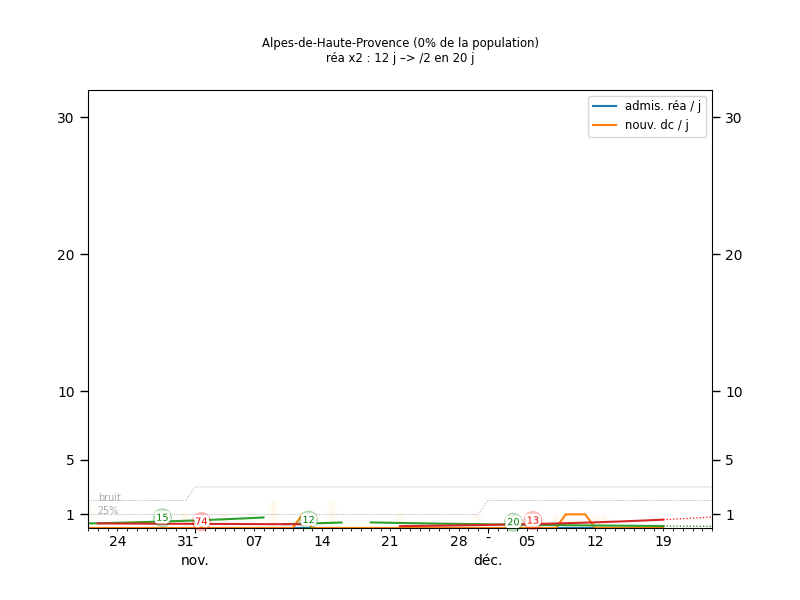 Alpes-de-Haute-Provence (0% de la population)
réa x2 : 12 j –> /2 en 20 j
admis. réa / j
nouv. dc / j
30 30
20 20
10 10
5 5
1 1
bruit
25%
15 74 12 20 13
24 31 07 14 21 28 - 05 12 19
nov. déc.